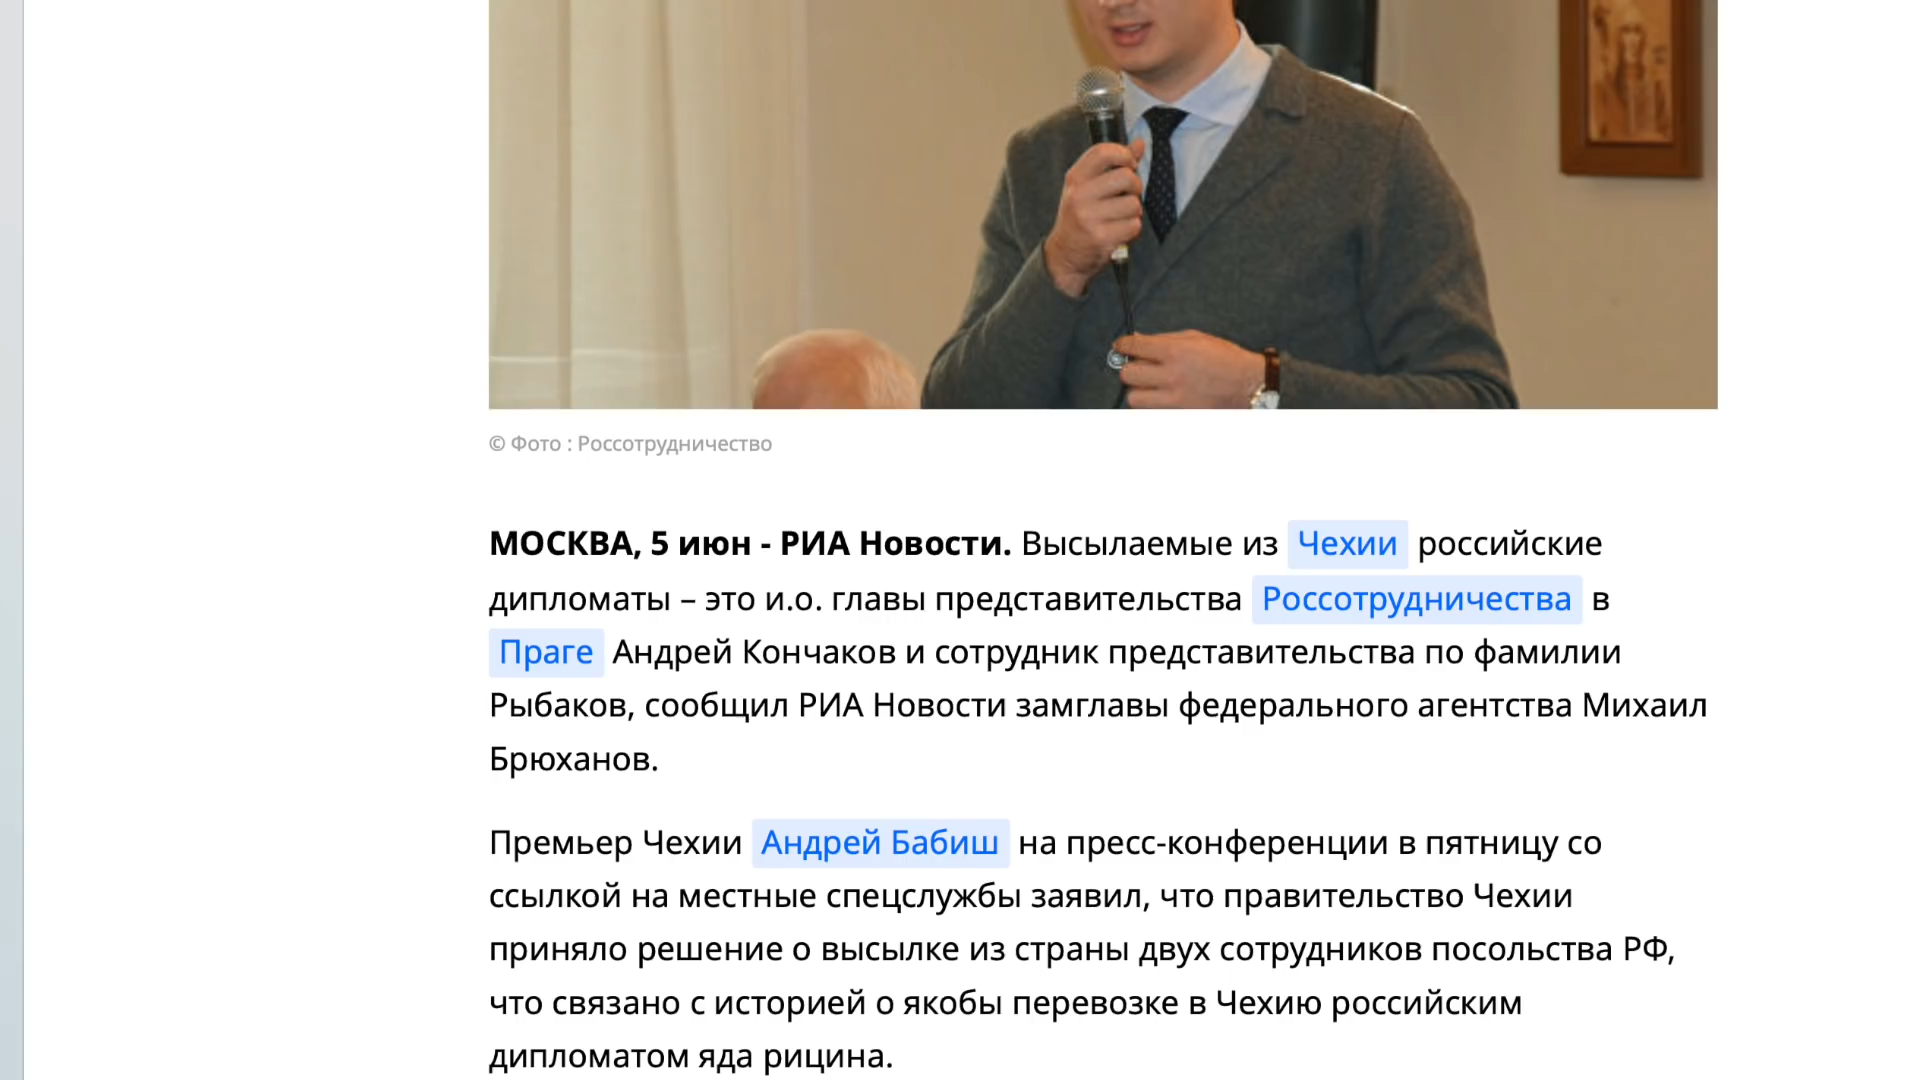 © Фото : Россотрудничество
МОСКВА, 5 июн - РИА Новости. Высылаемые из Чехии российские
дипломаты – это и.о. главы представительства Россотрудничества в
Праге Андрей Кончаков и сотрудник представительства по фамилии
Рыбаков, сообщил РИА Новости замглавы федерального агентства Михаил
Брюханов.
Премьер Чехии Андрей Бабиш на пресс-конференции в пятницу со
ссылкой на местные спецслужбы заявил, что правительство Чехии
приняло решение о высылке из страны двух сотрудников посольства РФ,
что связано с историей о якобы перевозке в Чехию российским
дипломатом яда рицина.